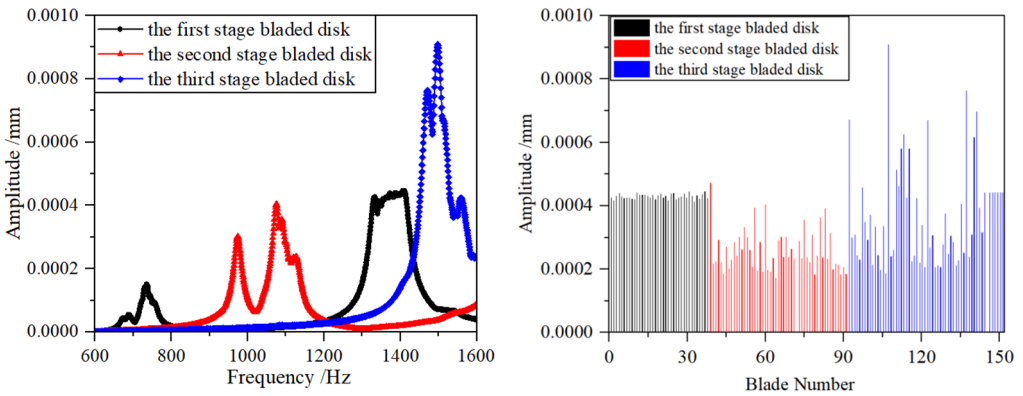 0.0010
0.0008
0.0006
0.0004
0.0002
0.0000
Amplitude /mm
the first stage bladed disk
the second stage bladed disk
the third stage bladed disk
600 800 1000 1200 1400 1600
Frequency /Hz
0.0010
0.0008
0.0006
0.0004
0.0002
0.0000
Amplitude /mm
the first stage bladed disk
the second stage bladed disk
the third stage bladed disk
0 30 60 90 120 150
Blade Number